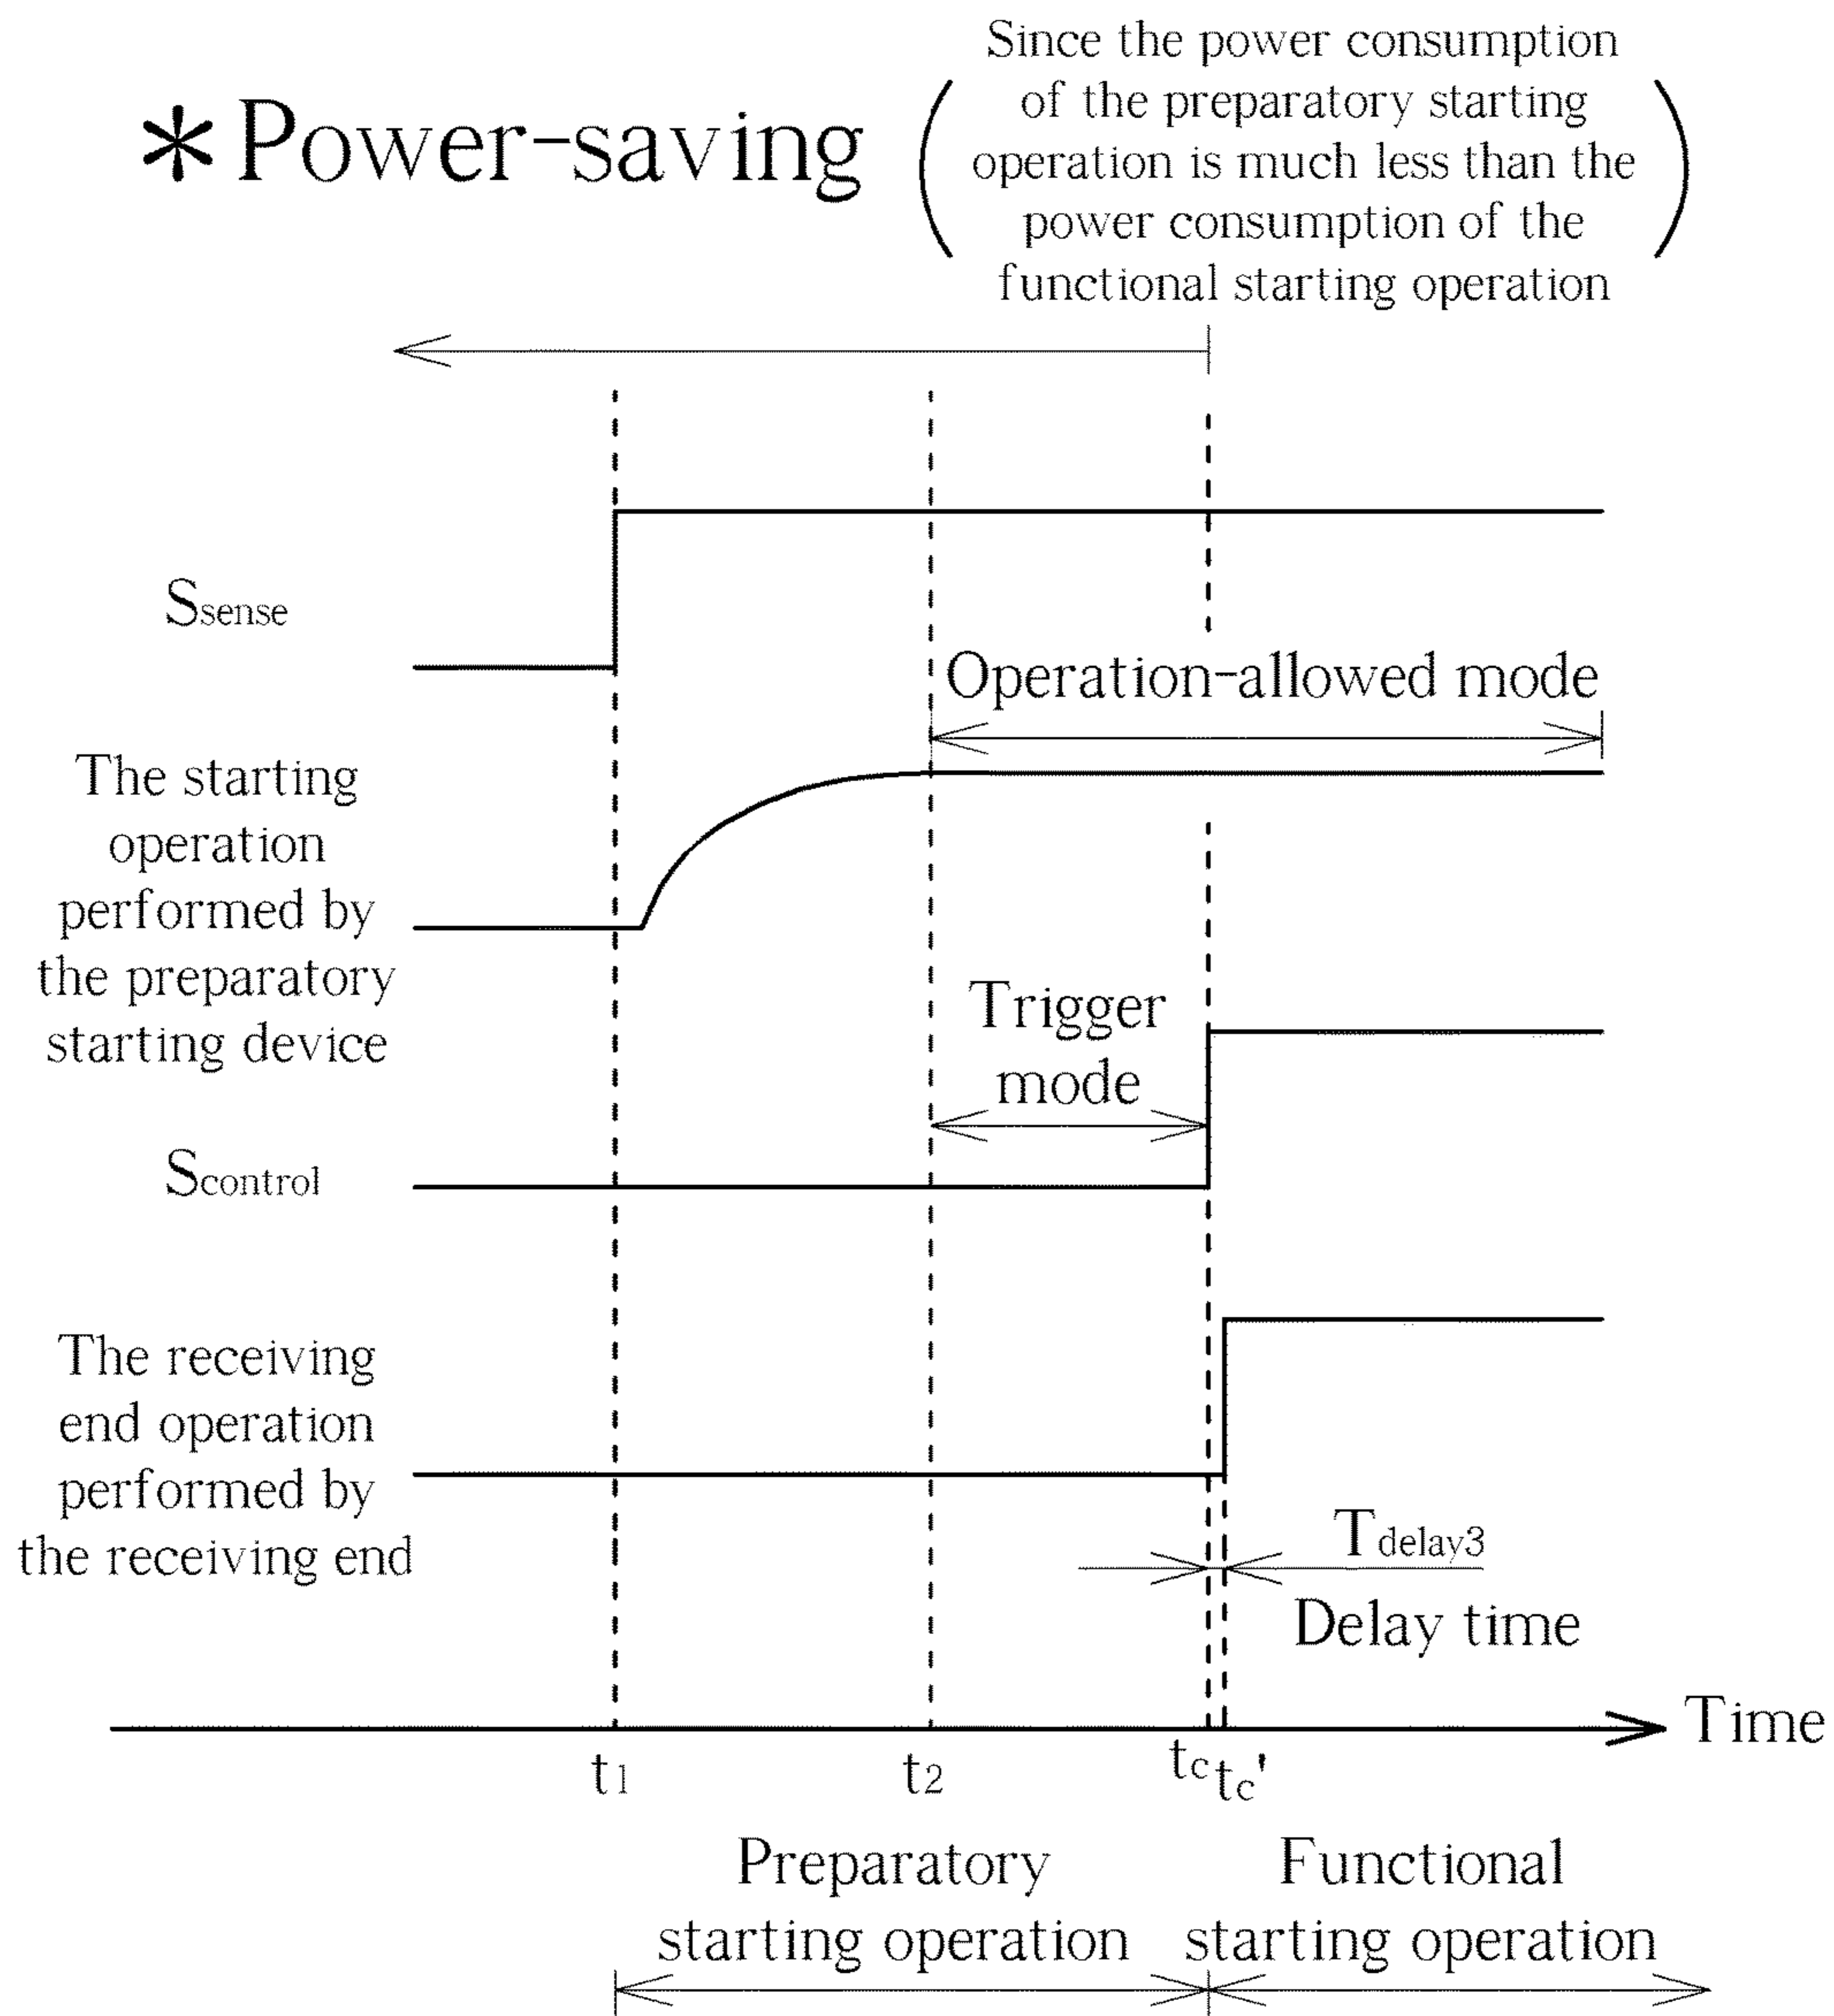 *Power-saving
Since the power consumption
of the preparatory starting
operation is much less than the
power consumption of the
functional starting operation
Ssense
Operation-allowed mode
The starting
operation
performed by
the preparatory
starting device
Trigger
mode
Scontrol
The receiving
end operation
performed by
the receiving end
Tdelay3
Delay time
Time
t1
t2
tc
tc'
Preparatory
starting operation
Functional
starting operation